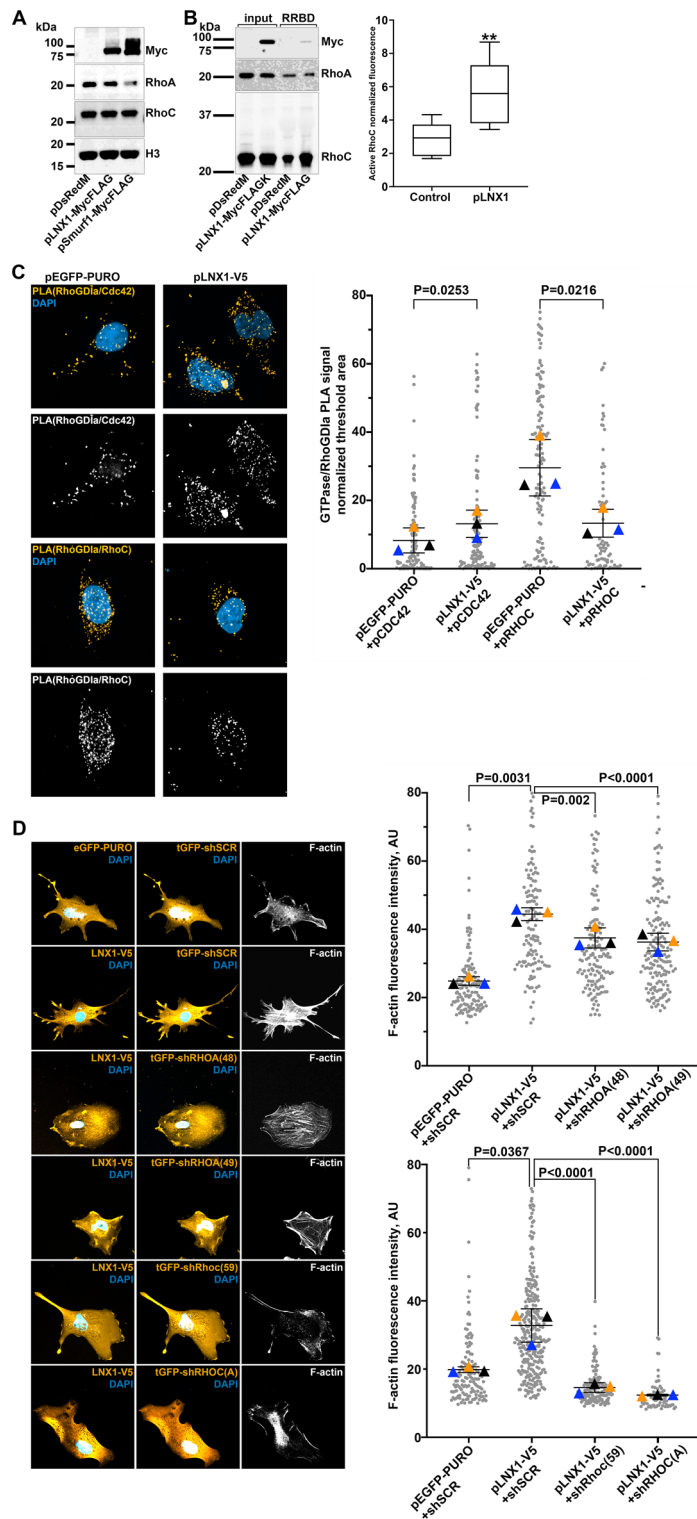 A
kDa
100
75
20
20
15
Myc
RhoA
RhoC
H3
pDsRedM
pLNX1-MycFLAG
pSmurf1-MycFLAG
B
kDa
input
RRBD
100
75
20
37
20
Myc
RhoA
RhoC
pDsRedM
pLNX1-MycFLAGK
pDsRedM
pLNX1-MycFLAG
Active RhoC normalized fluorescence
10
8
6
4
2
0
**
Control
pLNX1
C
pEGFP-PURO
pLNX1-V5
PLA(RhoGDIa/Cdc42)
DAPI
PLA(RhoGDIa/Cdc42)
PLA(RhoGDIa/RhoC)
DAPI
PLA(RhoGDIa/RhoC)
GTPase/RhoGDIa PLA signal
normalized threshold area
80
60
40
20
0
P=0.0253
P=0.0216
pEGFP-PURO
+pCDC42
pLNX1-V5
+pCDC42
pEGFP-PURO
+pRHOC
pLNX1-V5
+pRHOC
-
D
eGFP-PURO
DAPI
tGFP-shSCR
DAPI
F-actin
LNX1-V5
DAPI
tGFP-shSCR
DAPI
F-actin
LNX1-V5
DAPI
tGFP-shRHOA(48)
DAPI
F-actin
LNX1-V5
DAPI
tGFP-shRHOA(49)
DAPI
F-actin
LNX1-V5
DAPI
tGFP-shRhoc(59)
DAPI
F-actin
LNX1-V5
DAPI
tGFP-shRHOC(A)
DAPI
F-actin
F-actin fluorescence intensity, AU
80
60
40
20
0
P=0.0031
P<0.0001
P=0.002
pEGFP-PURO
+shSCR
pLNX1-V5
+shSCR
pLNX1-V5
+shRHOA(48)
pLNX1-V5
+shRHOA(49)
F-actin fluorescence intensity, AU
80
60
40
20
0
P=0.0367
P<0.0001
P<0.0001
pEGFP-PURO
+shSCR
pLNX1-V5
+shSCR
pLNX1-V5
+shRhoc(59)
pLNX1-V5
+shRHOC(A)